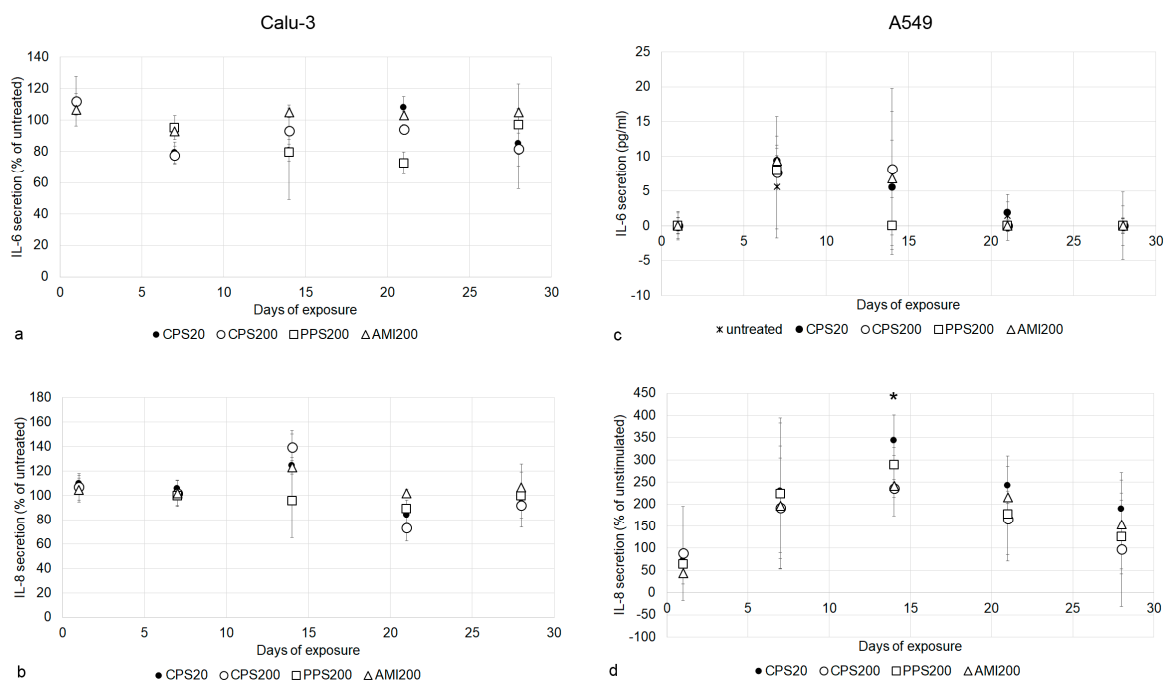 Calu-3
A549
140
120
100
80
60
40
20
0
0 5 10 15 20 25 30
IL-6 secretion (% of untreated)
Days of exposure
CPS20 CPS200 PPS200 AMI200
a
25
20
15
10
5
0
-5
-10
0 5 10 15 20 25 30
IL-6 secretion (pg/ml)
Days of exposure
untreated CPS20 CPS200 PPS200 AMI200
c
180
160
140
120
100
80
60
40
20
0
0 5 10 15 20 25 30
IL-8 secretion (% of untreated)
Days of exposure
CPS20 CPS200 PPS200 AMI200
b
450
400
350
300
250
200
150
100
50
0
-50
-100
0 5 10 15 20 25 30
*
IL-8 secretion (% of unstimulated)
Days of exposure
CPS20 CPS200 PPS200 AMI200
d